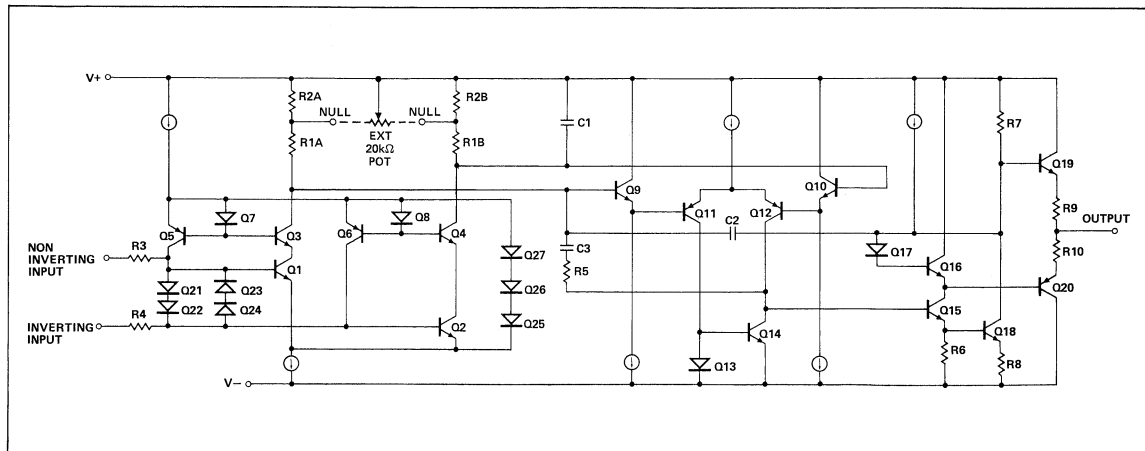 V+
R2A
R2B
NULL
NULL
R1A
EXT
20kΩ
POT
R1B
C1
R7
Q19
Q9
Q10
Q11
Q12
C2
R9
OUTPUT
Q7
Q8
Q5
Q3
Q6
Q4
NON
INVERTING
INPUT
R3
Q27
C3
Q17
Q16
R10
Q1
R5
Q20
Q21
Q23
Q26
Q22
Q24
Q15
INVERTING
INPUT
R4
Q2
Q25
Q14
Q18
R6
Q13
R8
V−